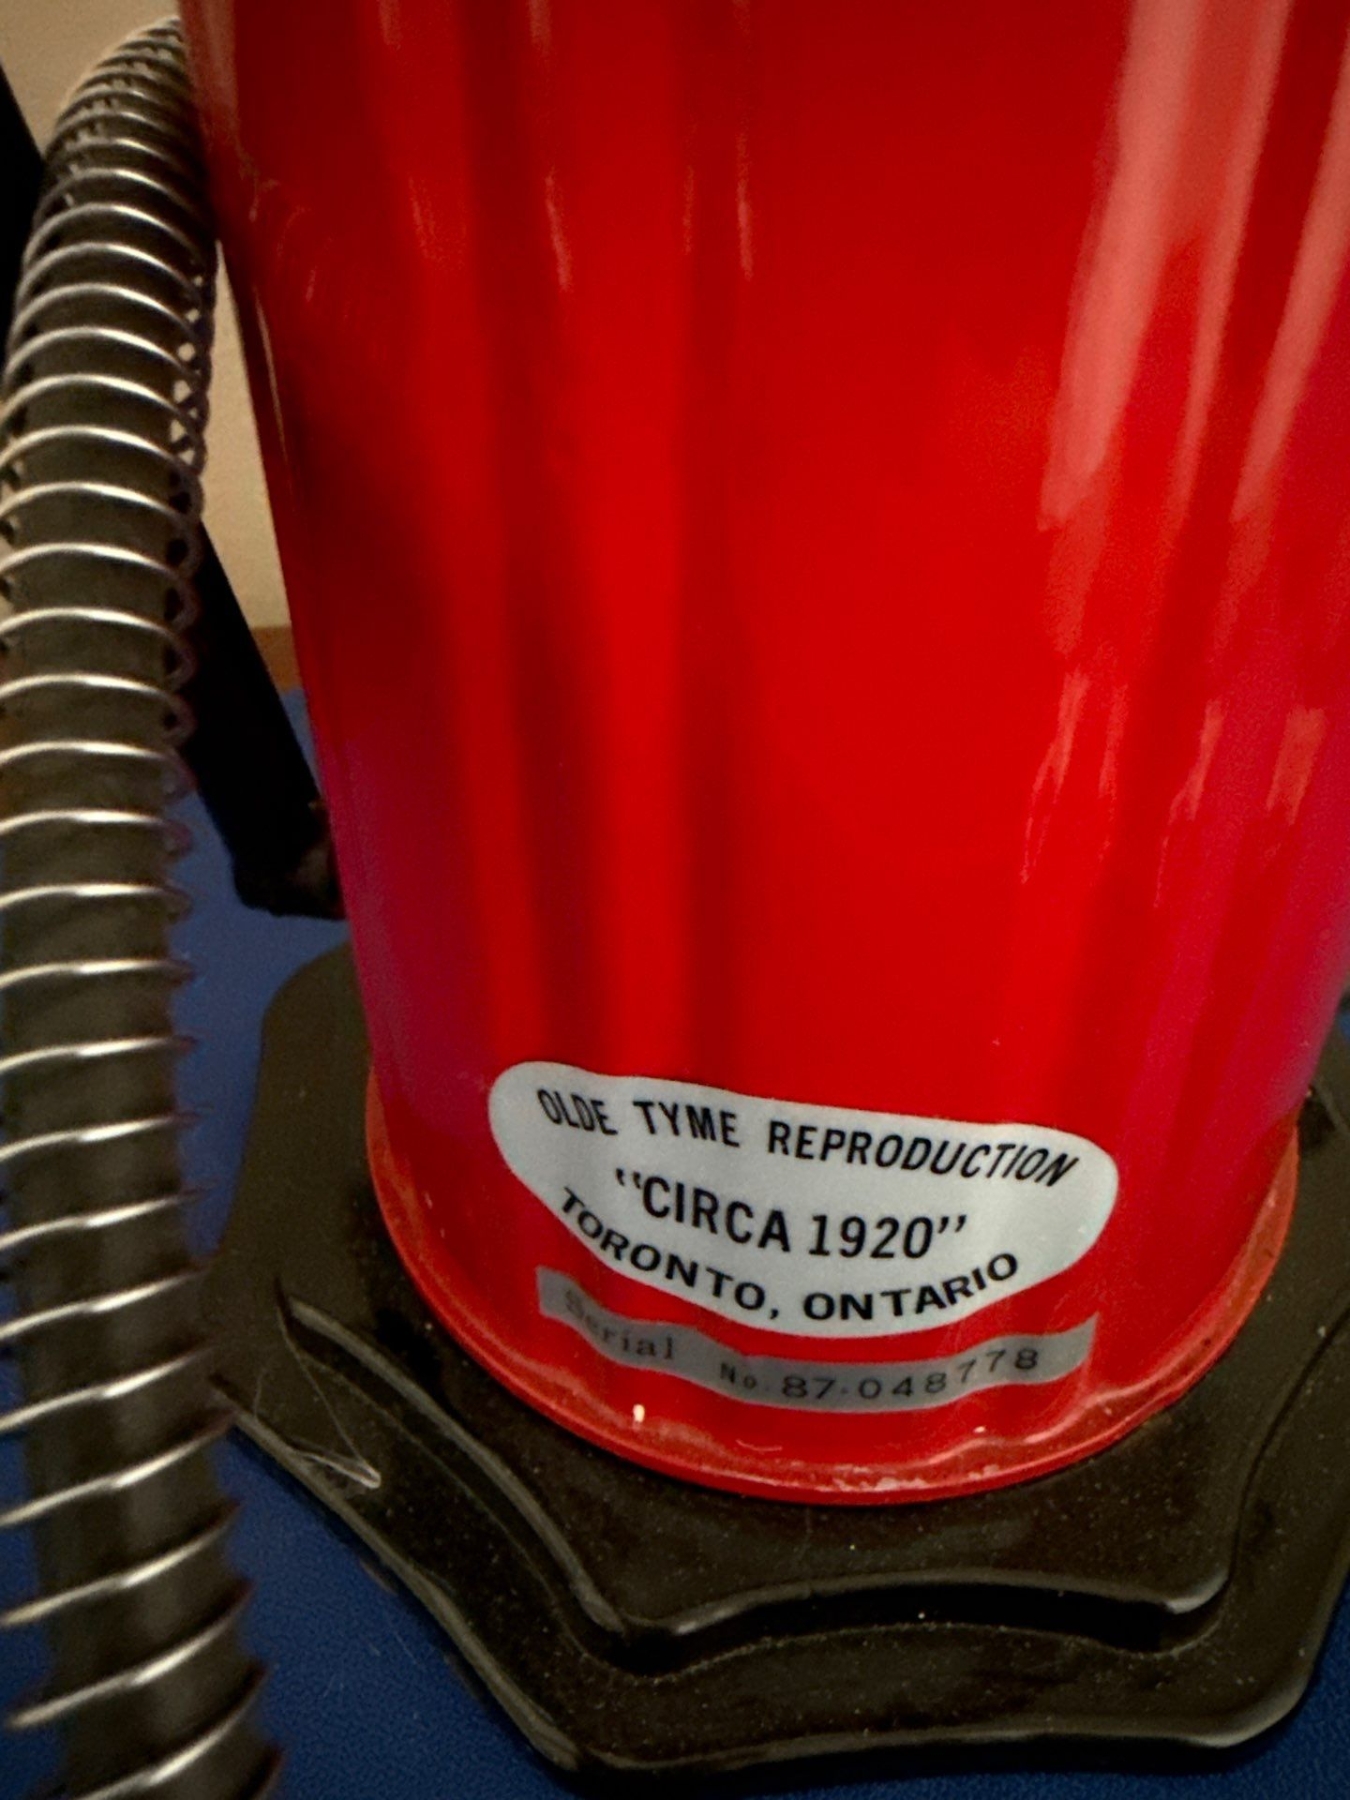 OLDE TYME REPRODUCTION
"CIRCA 1920"
TORONTO, ONTARIO
Serial No. 87-048778